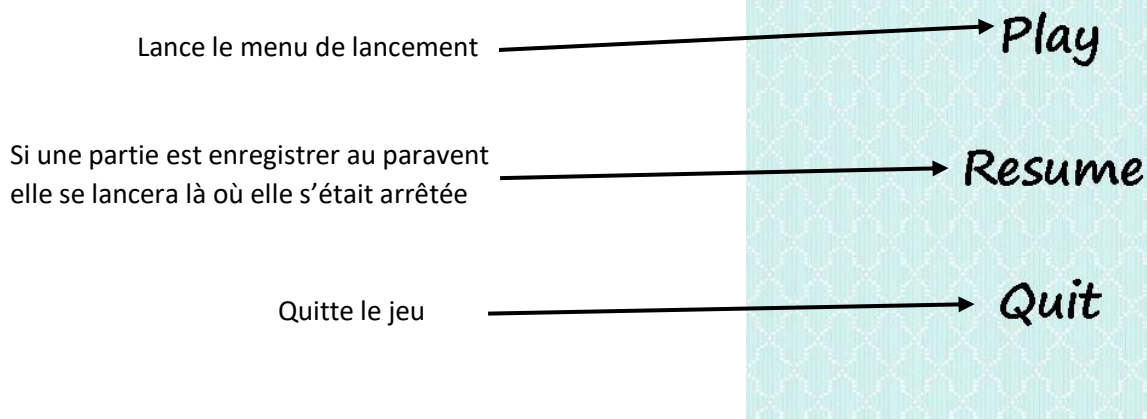 Lance le menu de lancement
Play
Si une partie est enregistrer au paravent
elle se lancera là où elle s’était arrêtée
Resume
Quitte le jeu
Quit